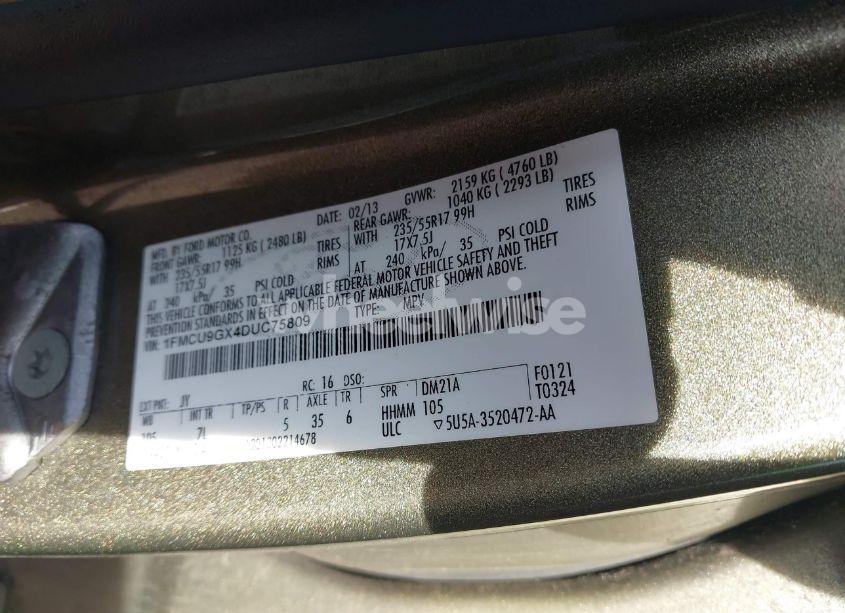 MFD. BY FORD MOTOR CO.
DATE: 02/13
GVWR: 2159 KG ( 4760 LB)
FRONT GAWR: 1125 KG ( 2480 LB)
REAR GAWR: 1040 KG ( 2293 LB)
WITH 235/55R17 99H TIRES
WITH 235/55R17 99H TIRES
17X7.5J RIMS
17X7.5J RIMS
AT 240 kPa/ 35 PSI COLD
AT 240 kPa/ 35 PSI COLD
THIS VEHICLE CONFORMS TO ALL APPLICABLE FEDERAL MOTOR VEHICLE SAFETY AND THEFT
PREVENTION STANDARDS IN EFFECT ON THE DATE OF MANUFACTURE SHOWN ABOVE.
VIN: 1FMCU9GX4DUC75809
TYPE: MPV
wheelwise
EXT PNT: JV RC: 16 DSO:
WB INT TR TP/PS R AXLE TR SPR
105 7L 5 35 6
DM21A
HHMM 105
ULC ▽5U5A-3520472-AA
F0121
T0324